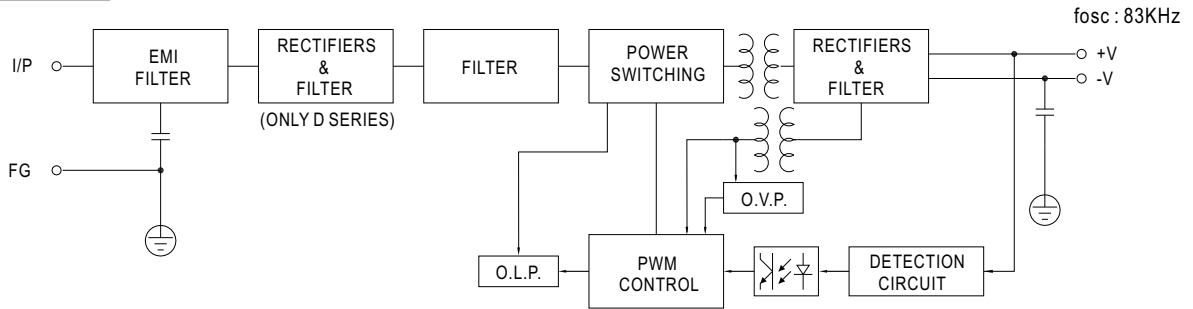 fosc : 83KHz
I/P
EMI
FILTER
RECTIFIERS
&
FILTER
(ONLY D SERIES)
FILTER
POWER
SWITCHING
RECTIFIERS
&
FILTER
+V
-V
FG
O.V.P.
O.L.P.
PWM
CONTROL
DETECTION
CIRCUIT